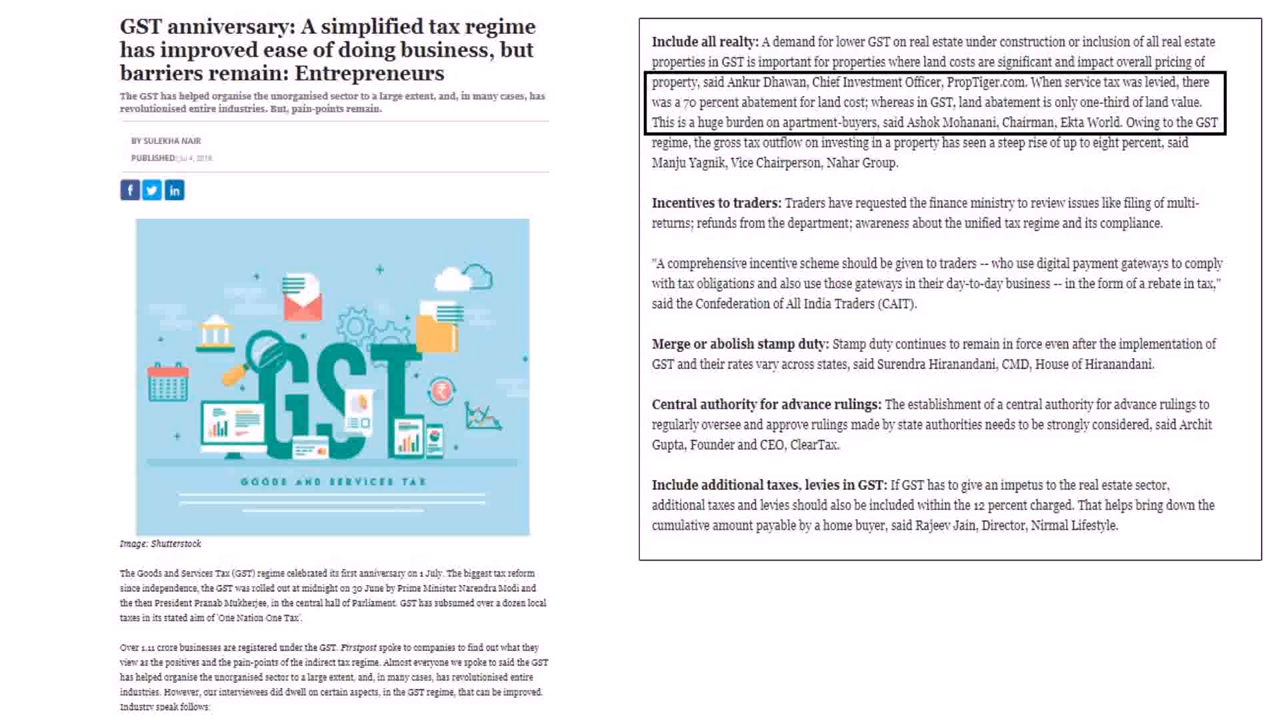 GST anniversary: A simplified tax regime
has improved ease of doing business, but
barriers remain: Entrepreneurs
The GST has helped organise the unorganised sector to a large extent, and, in many cases, has
revolutionised entire industries. But, pain-points remain.
BY SULEKHA NAIR
PUBLISHED: Jul 4, 2018
f
in
GST
GOODS AND SERVICES TAX
Image: Shutterstock
The Goods and Services Tax (GST) regime celebrated its first anniversary on 1 July. The biggest tax reform
since independence, the GST was rolled out at midnight on 30 June by Prime Minister Narendra Modi and
the then President Pranab Mukherjee, in the central hall of Parliament. GST has subsumed over a dozen local
taxes in its stated aim of 'One Nation One Tax'.
Over 1.11 crore businesses are registered under the GST. Firstpost spoke to companies to find out what they
view as the positives and the pain-points of the indirect tax regime. Almost everyone we spoke to said the GST
has helped organise the unorganised sector to a large extent, and, in many cases, has revolutionised entire
industries. However, our interviewees did dwell on certain aspects, in the GST regime, that can be improved.
Industry speak follows:
Include all realty: A demand for lower GST on real estate under construction or inclusion of all real estate
properties in GST is important for properties where land costs are significant and impact overall pricing of
property, said Ankur Dhawan, Chief Investment Officer, PropTiger.com. When service tax was levied, there
was a 70 percent abatement for land cost; whereas in GST, land abatement is only one-third of land value.
This is a huge burden on apartment-buyers, said Ashok Mohanani, Chairman, Ekta World. Owing to the GST
regime, the gross tax outflow on investing in a property has seen a steep rise of up to eight percent, said
Manju Yagnik, Vice Chairperson, Nahar Group.
Incentives to traders: Traders have requested the finance ministry to review issues like filing of multi-
returns; refunds from the department; awareness about the unified tax regime and its compliance.
"A comprehensive incentive scheme should be given to traders -- who use digital payment gateways to comply
with tax obligations and also use those gateways in their day-to-day business -- in the form of a rebate in tax,"
said the Confederation of All India Traders (CAIT).
Merge or abolish stamp duty: Stamp duty continues to remain in force even after the implementation of
GST and their rates vary across states, said Surendra Hiranandani, CMD, House of Hiranandani.
Central authority for advance rulings: The establishment of a central authority for advance rulings to
regularly oversee and approve rulings made by state authorities needs to be strongly considered, said Archit
Gupta, Founder and CEO, ClearTax.
Include additional taxes, levies in GST: If GST has to give an impetus to the real estate sector,
additional taxes and levies should also be included within the 12 percent charged. That helps bring down the
cumulative amount payable by a home buyer, said Rajeev Jain, Director, Nirmal Lifestyle.